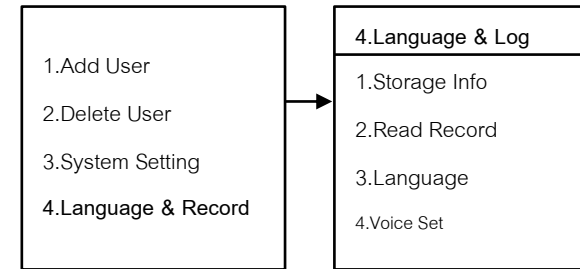 1.Add User
2.Delete User
3.System Setting
4.Language & Record
4.Language & Log
1.Storage Info
2.Read Record
3.Language
4.Voice Set